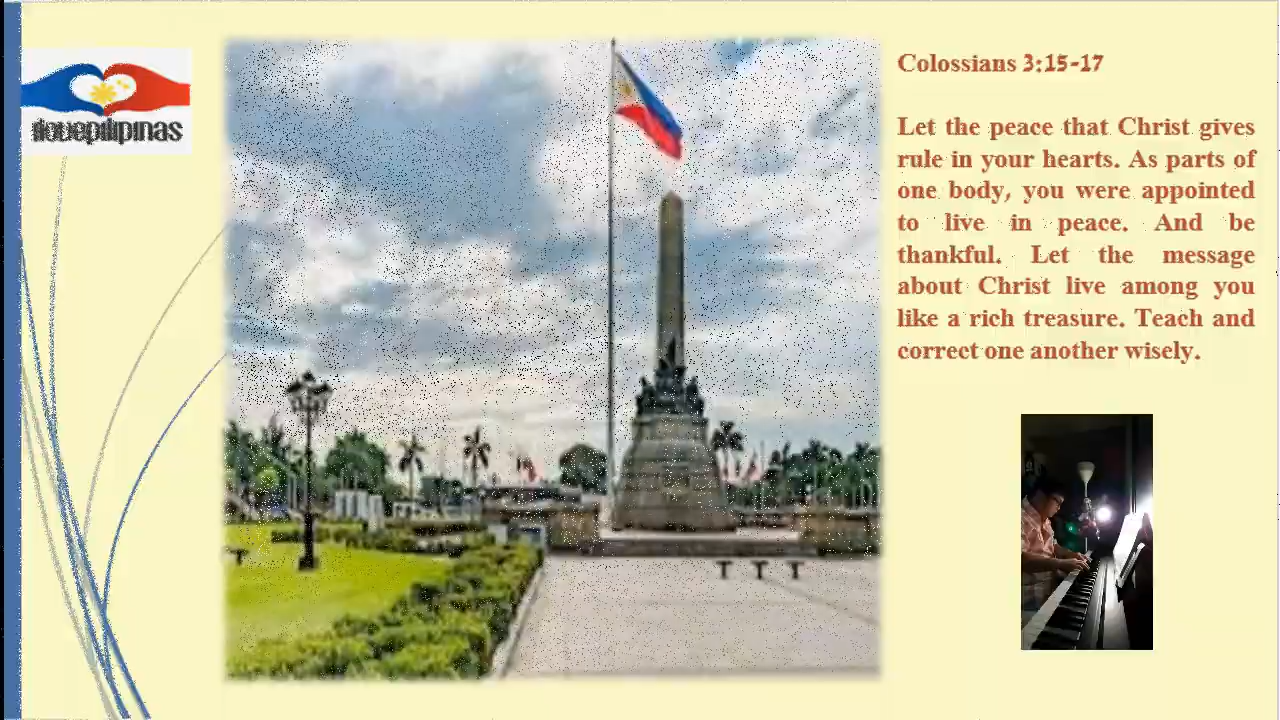 ilovepilipinas
Colossians 3:15-17
Let the peace that Christ gives
rule in your hearts. As parts of
one body, you were appointed
to live in peace. And be
thankful. Let the message
about Christ live among you
like a rich treasure. Teach and
correct one another wisely.